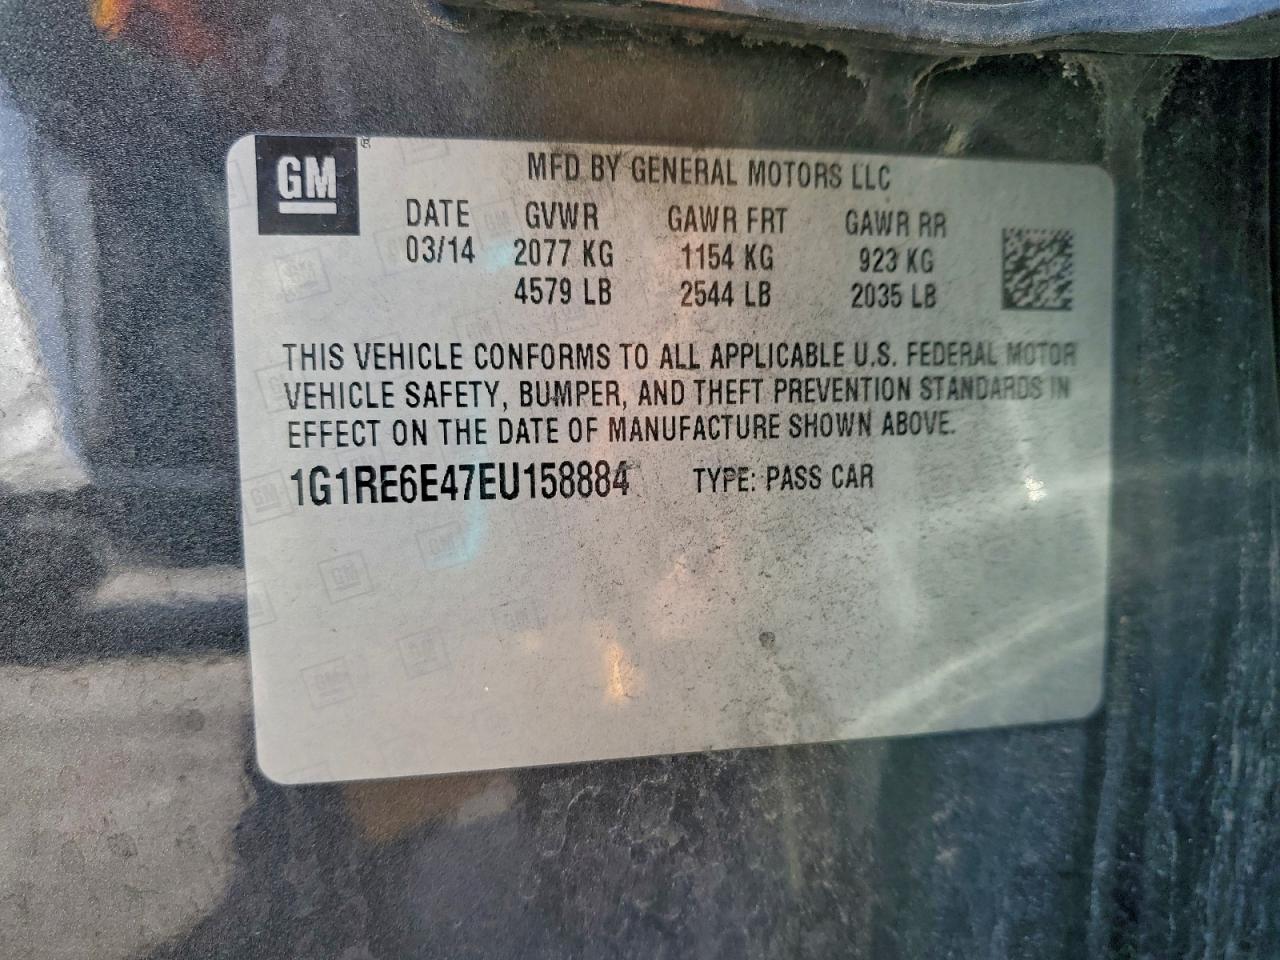 GM
MFD BY GENERAL MOTORS LLC
DATE GVWR GAWR FRT GAWR RR
03/14 2077 KG 1154 KG 923 KG
4579 LB 2544 LB 2035 LB
THIS VEHICLE CONFORMS TO ALL APPLICABLE U.S. FEDERAL MOTOR
VEHICLE SAFETY, BUMPER, AND THEFT PREVENTION STANDARDS IN
EFFECT ON THE DATE OF MANUFACTURE SHOWN ABOVE.
1G1RE6E47EU158884 TYPE: PASS CAR